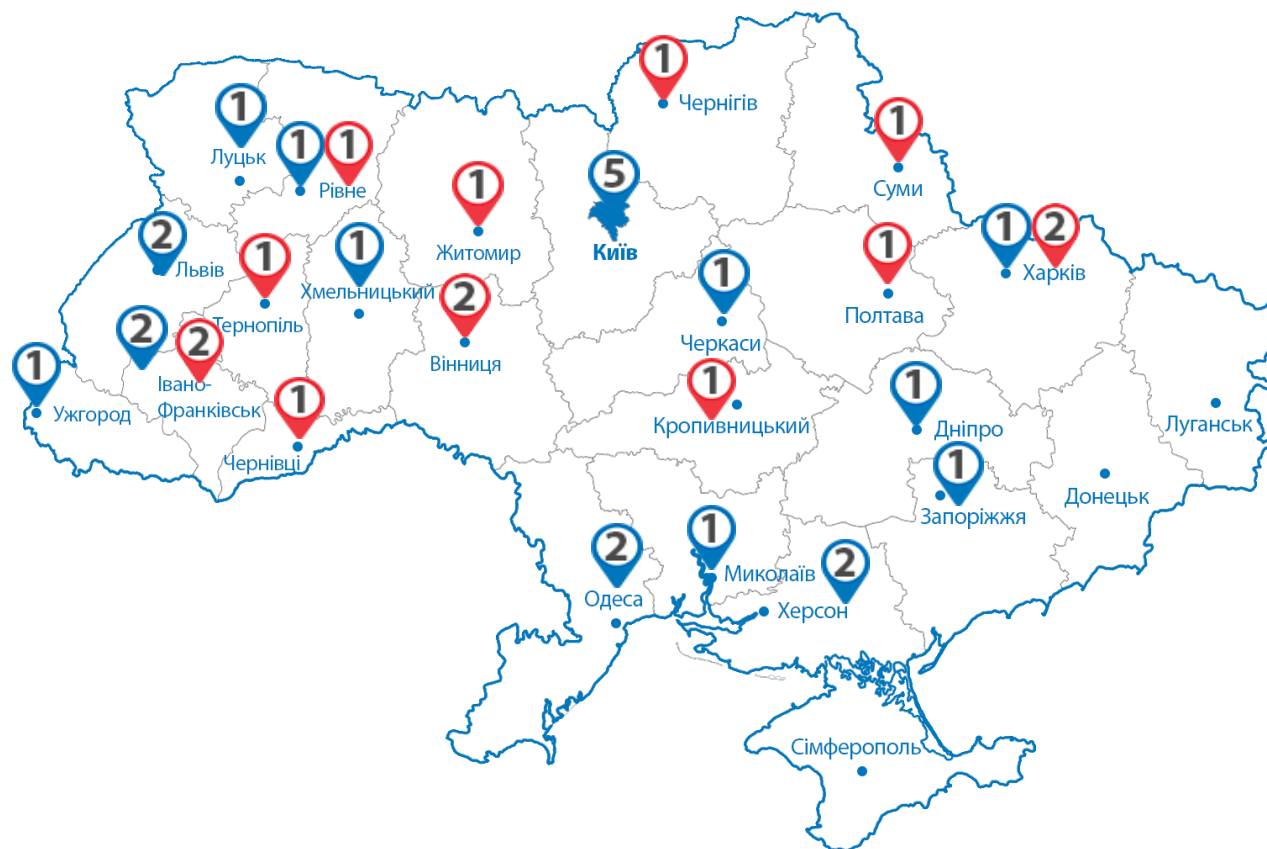 1
Чернігів
1
Луцьк
1
Суми
1
1
Рівне
5
Київ
1
Житомир
2
Львів
1
Хмельницький
1
Тернопіль
1
Полтава
1
2
Харків
1
Черкаси
2
Вінниця
2
2
Івано-
Франківськ
1
Ужгород
1
Чернівці
1
Кропивницький
1
Дніпро
Луганськ
1
Запоріжжя
Донецьк
2
Одеса
1
Миколаїв
2
Херсон
Сімферополь